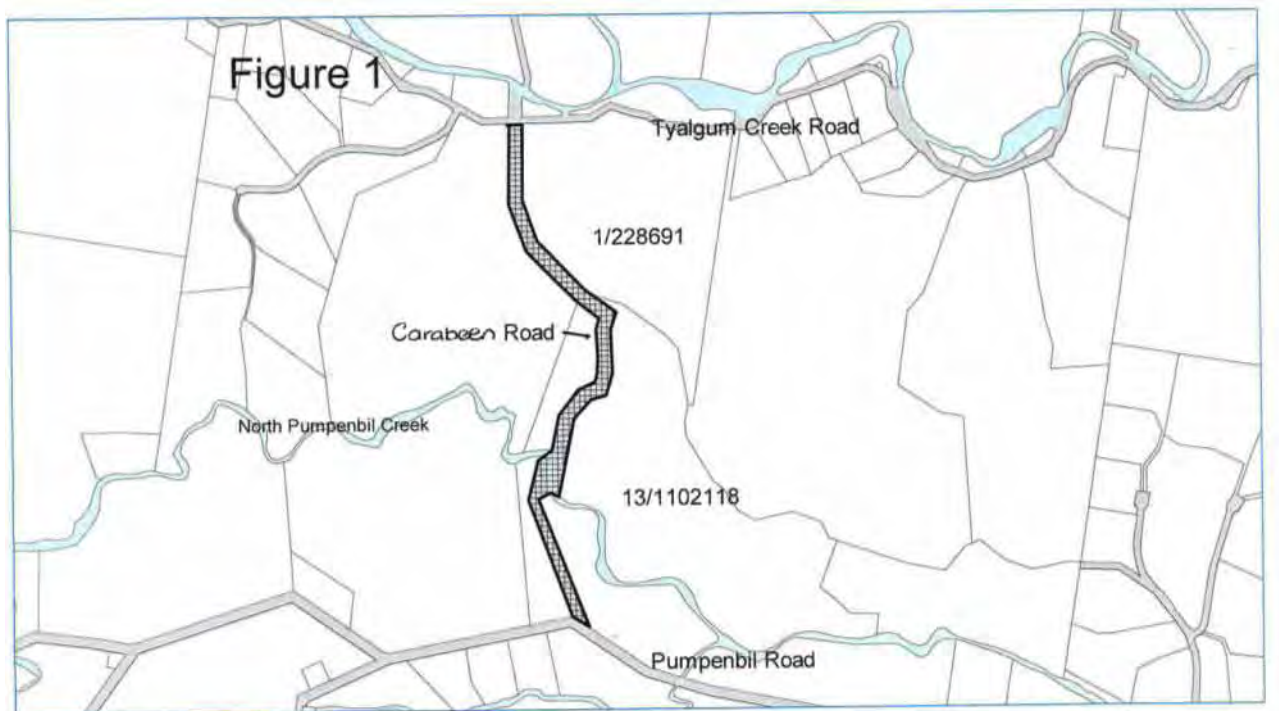 Figure 1
Tyalgum Creek Road
1/228691
Carabeen Road
North Pumpenbil Creek
13/1102118
Pumpenbil Road